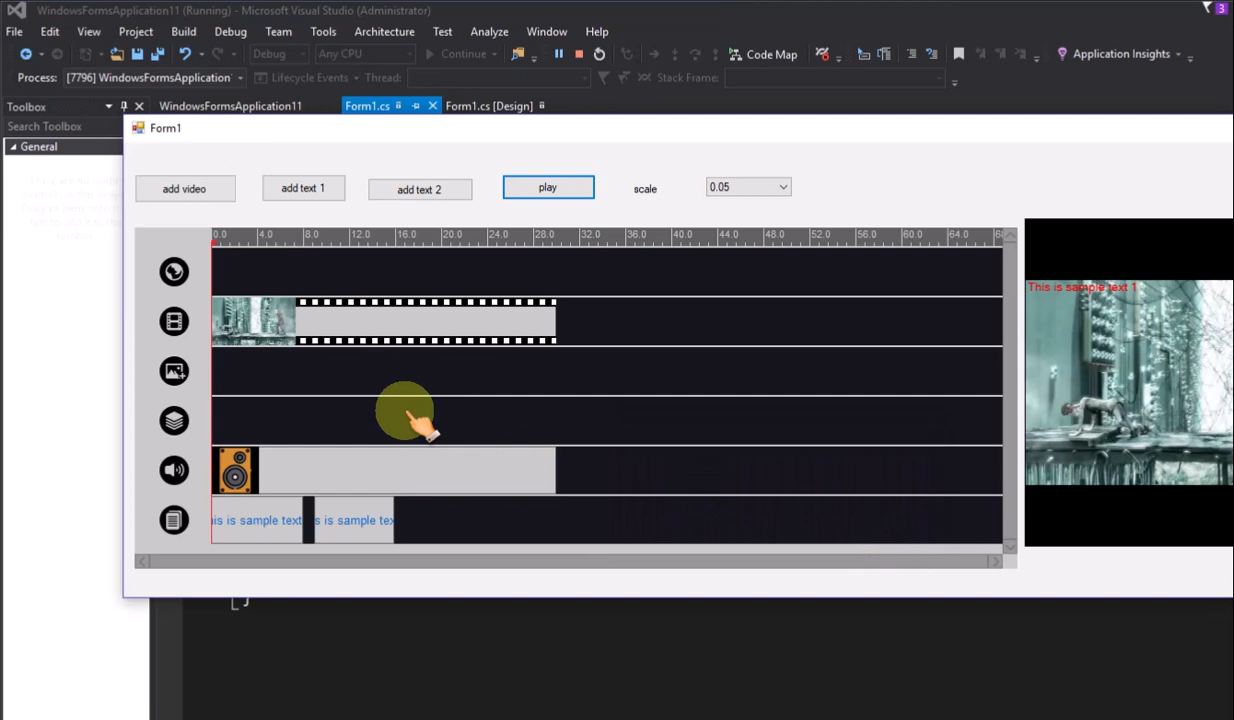 WindowsFormsApplication11 (Running) - Microsoft Visual Studio (Administrator)
3
File Edit View Project Build Debug Team Tools Architecture Test Analyze Window Help
Debug Any CPU Continue Code Map Application Insights
Process: [7796] WindowsFormsApplication Lifecycle Events Thread: Stack Frame:
Toolbox WindowsFormsApplication11 Form1.cs Form1.cs [Design]
Search Toolbox
General
Form1
add video add text 1 add text 2 play scale 0.05
0.0 4.0 8.0 12.0 16.0 20.0 24.0 28.0 32.0 36.0 40.0 44.0 48.0 52.0 56.0 60.0 64.0
This is sample text 1
his is sample text s is sample tex